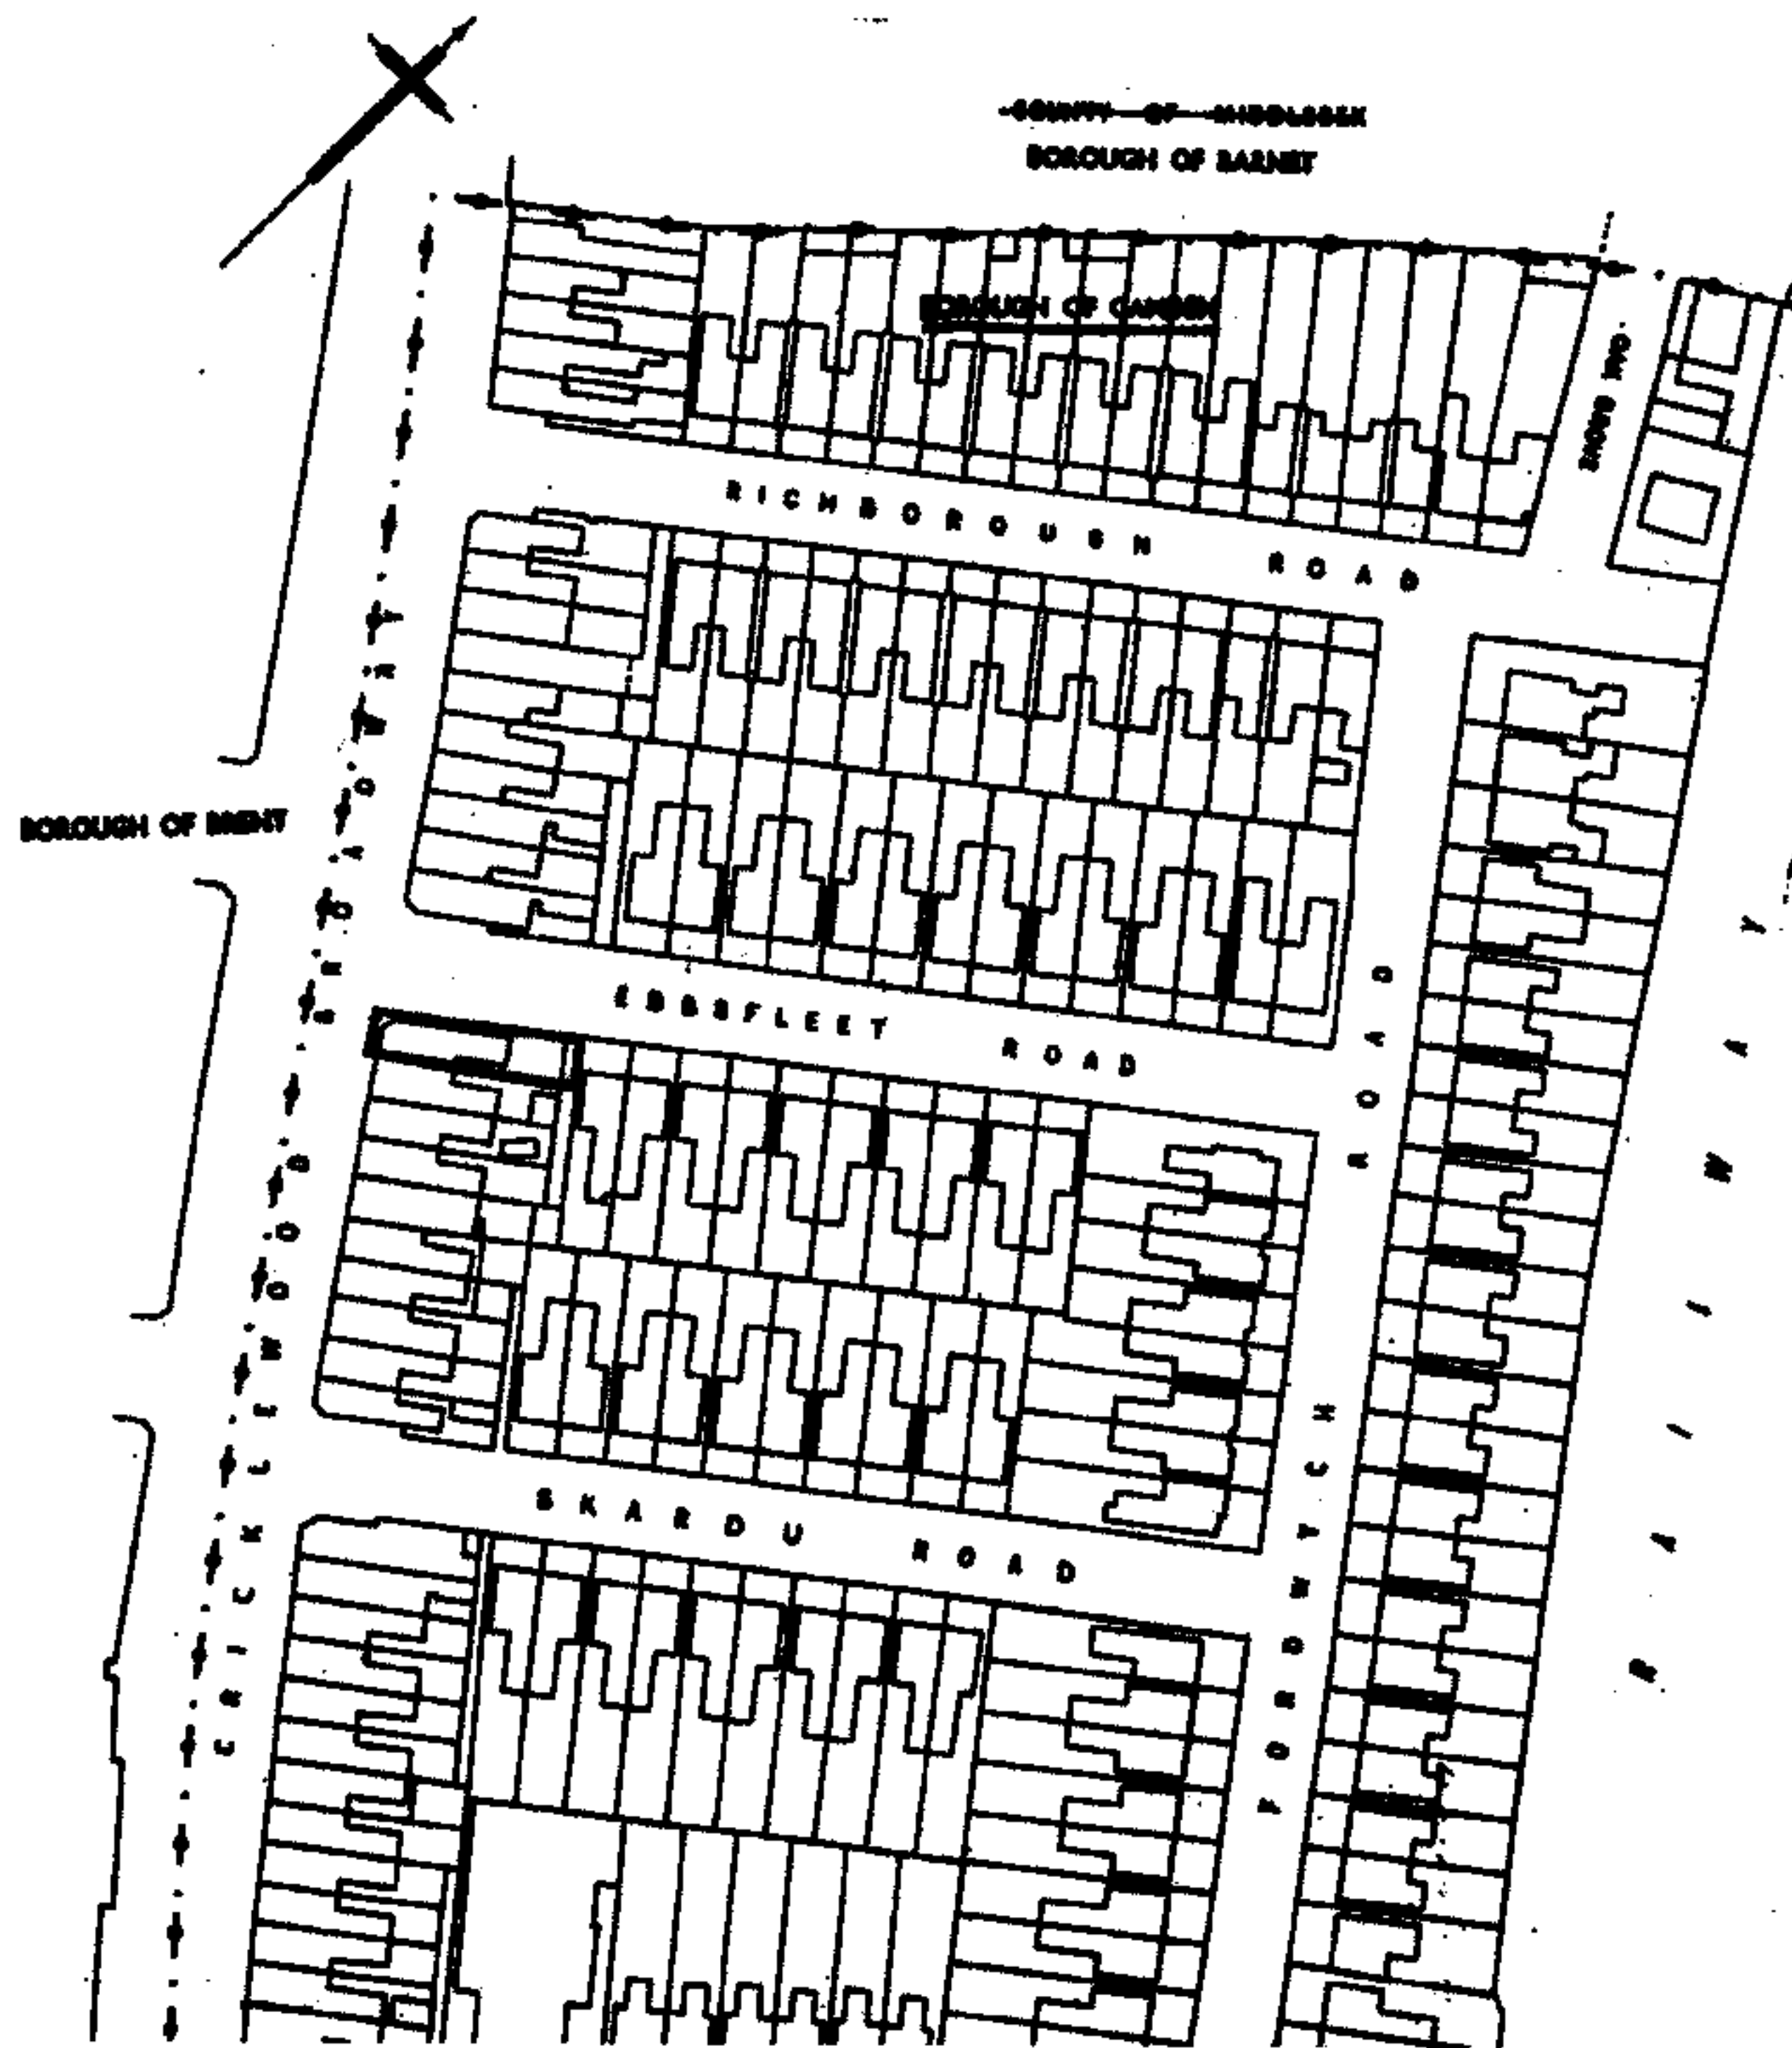 COUNTY OF MIDDLESEX
BOROUGH OF BARNET
BOROUGH OF CAMDEN
RICHBOROUGH ROAD
BOROUGH OF BRENT
CRICKLEWOOD BROADWAY
EBBSFLEET ROAD
FORDWYCH ROAD
RAILWAY
SKARDU ROAD